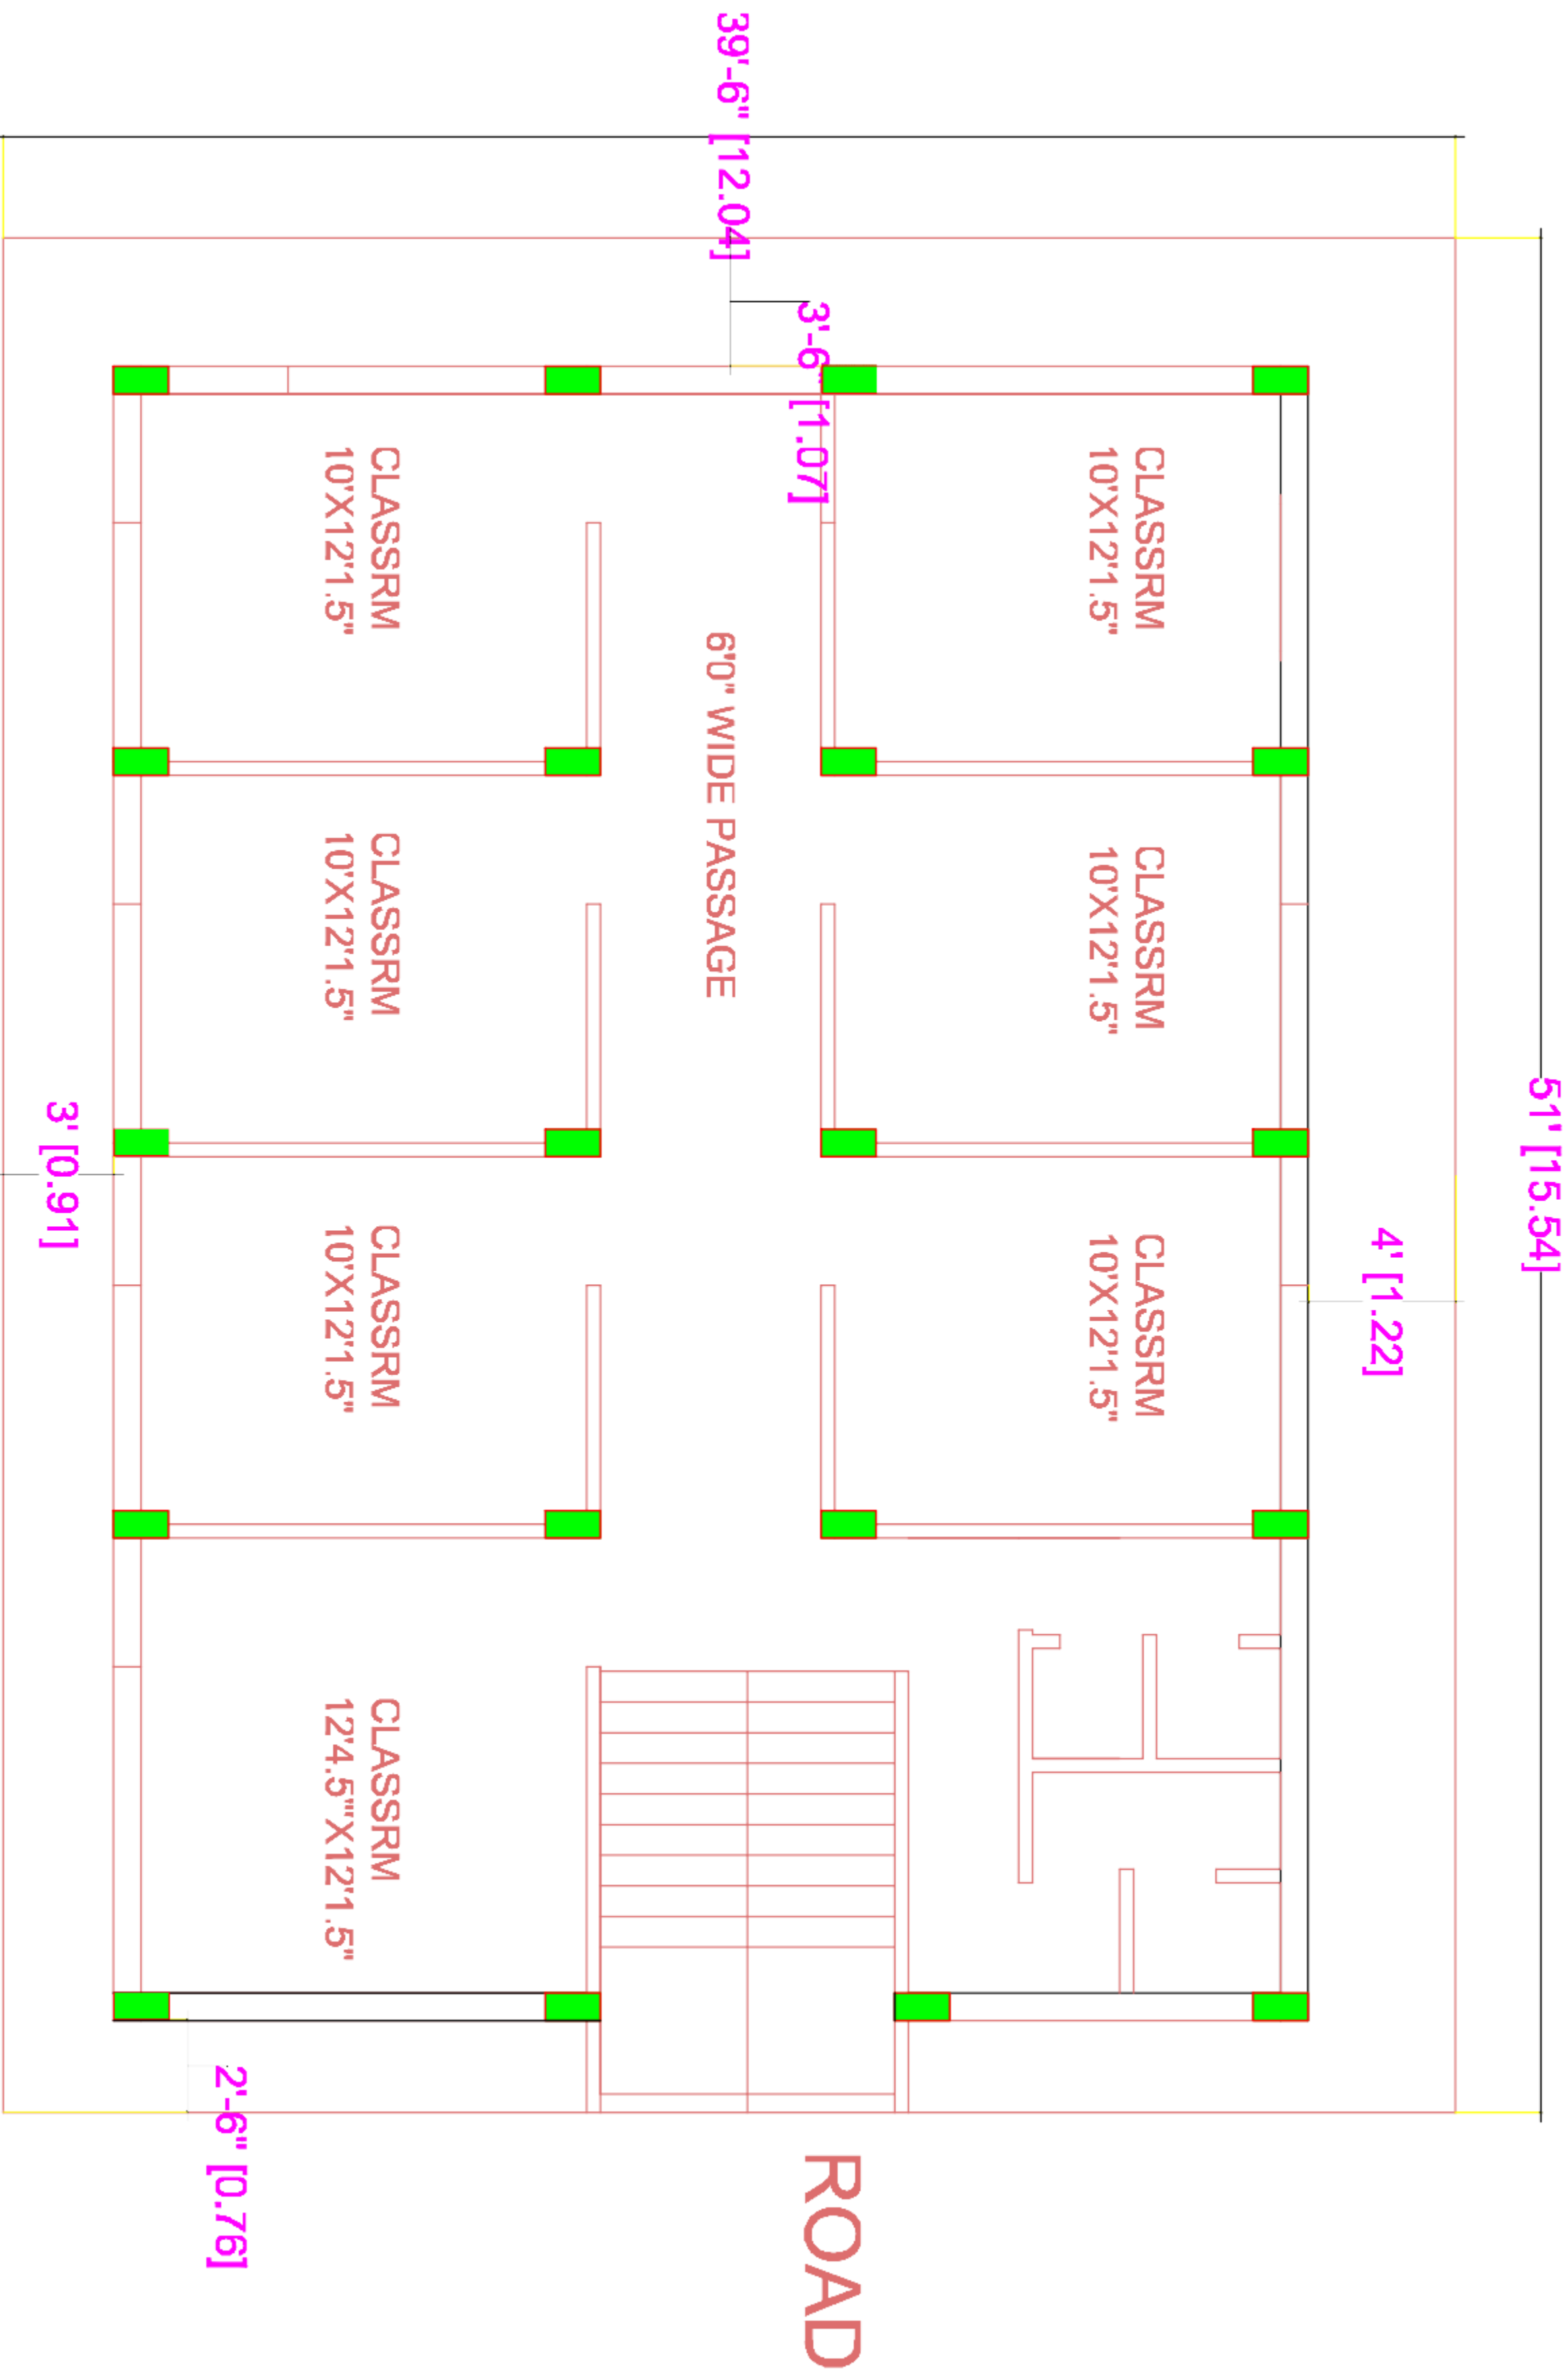 51' [15.54]
4' [1.22]
CLASSRM
10'X12'1.5"
CLASSRM
10'X12'1.5"
CLASSRM
10'X12'1.5"
ROAD
3'-6" [1.07]
39'-6" [12.04]
6'0" WIDE PASSAGE
CLASSRM
10'X12'1.5"
CLASSRM
10'X12'1.5"
CLASSRM
10'X12'1.5"
CLASSRM
12'4.5"X12'1.5"
2'-6" [0.76]
3' [0.91]